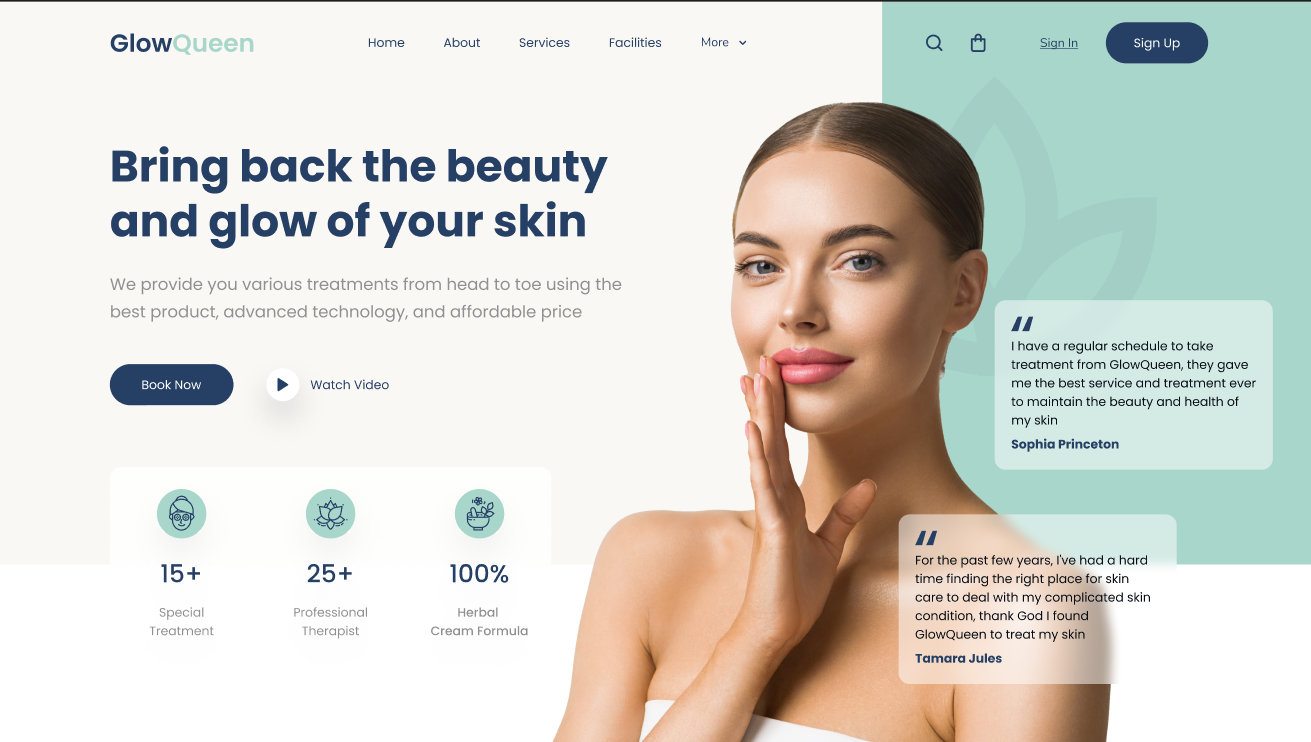 GlowQueen
Home
About
Services
Facilities
More
Sign In
Sign Up
Bring back the beauty
and glow of your skin
We provide you various treatments from head to toe using the
best product, advanced technology, and affordable price
Book Now
Watch Video
I have a regular schedule to take
treatment from GlowQueen, they gave
me the best service and treatment ever
to maintain the beauty and health of
my skin
Sophia Princeton
15+
Special
Treatment
25+
Professional
Therapist
100%
Herbal
Cream Formula
For the past few years, I've had a hard
time finding the right place for skin
care to deal with my complicated skin
condition, thank God I found
GlowQueen to treat my skin
Tamara Jules